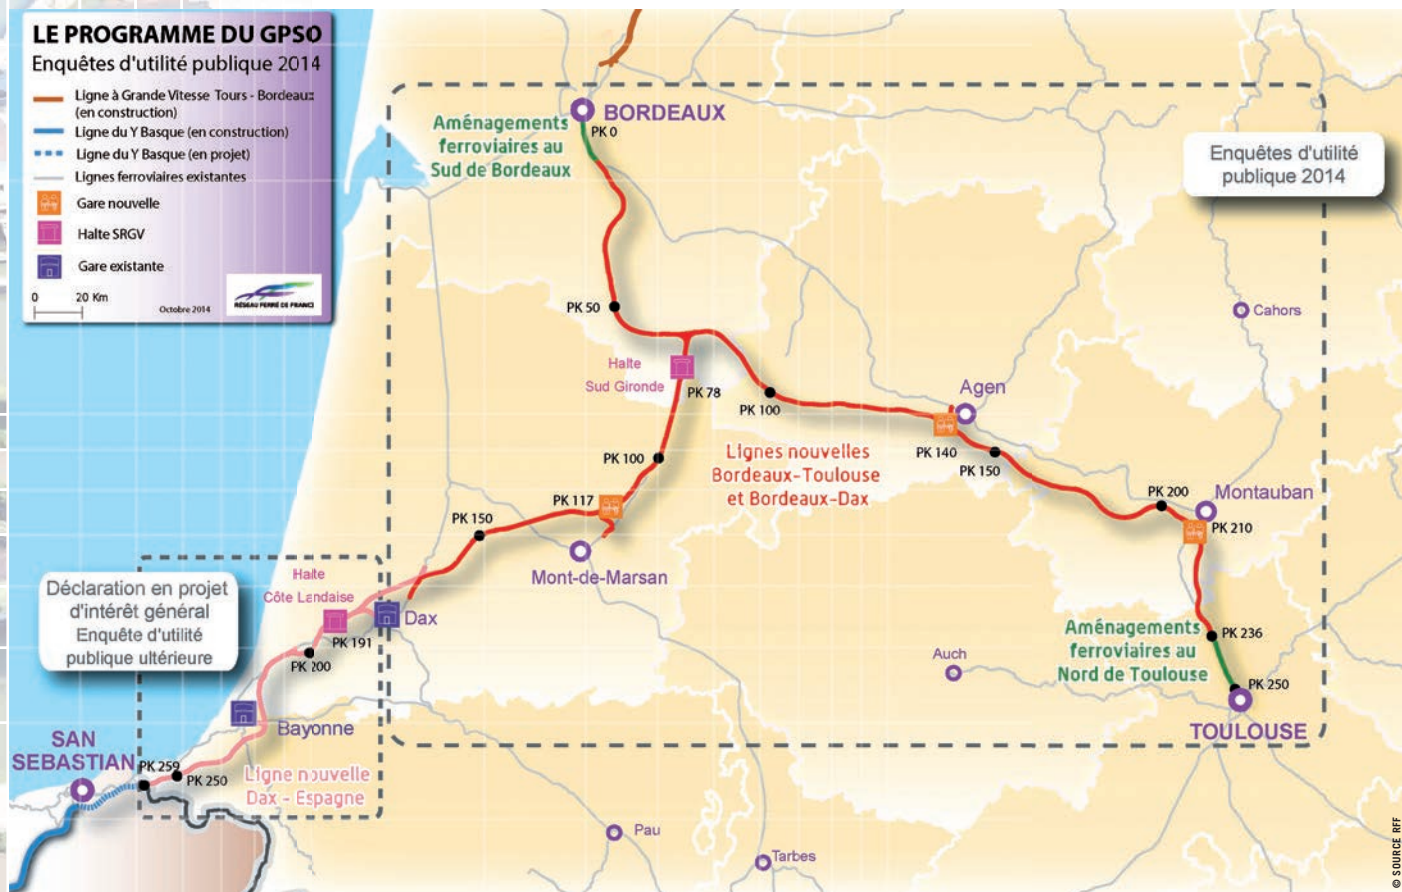 LE PROGRAMME DU GPSO
Enquêtes d'utilité publique 2014
Ligne à Grande Vitesse Tours - Bordeaux
(en construction)
Ligne du Y Basque (en construction)
Ligne du Y Basque (en projet)
Lignes ferroviaires existantes
Gare nouvelle
Halte SRGV
Gare existante
0 20 Km
Octobre 2014
RÉSEAU FERRÉ DE FRANCE
BORDEAUX
PK 0
Aménagements
ferroviaires au
Sud de Bordeaux
Enquêtes d'utilité
publique 2014
PK 50
Cahors
Halte
Sud Gironde
PK 78
PK 100
Agen
PK 140
PK 150
Lignes nouvelles
Bordeaux-Toulouse
et Bordeaux-Dax
PK 100
PK 117
PK 150
Mont-de-Marsan
PK 200
Montauban
PK 210
Déclaration en projet
d'intérêt général
Enquête d'utilité
publique ultérieure
Halte
Côte Landaise
Dax
PK 191
PK 200
Aménagements
ferroviaires au
Nord de Toulouse
PK 236
PK 250
TOULOUSE
Auch
Bayonne
SAN
SEBASTIAN
PK 259
PK 250
Ligne nouvelle
Dax - Espagne
Pau
Tarbes
© SOURCE RFF